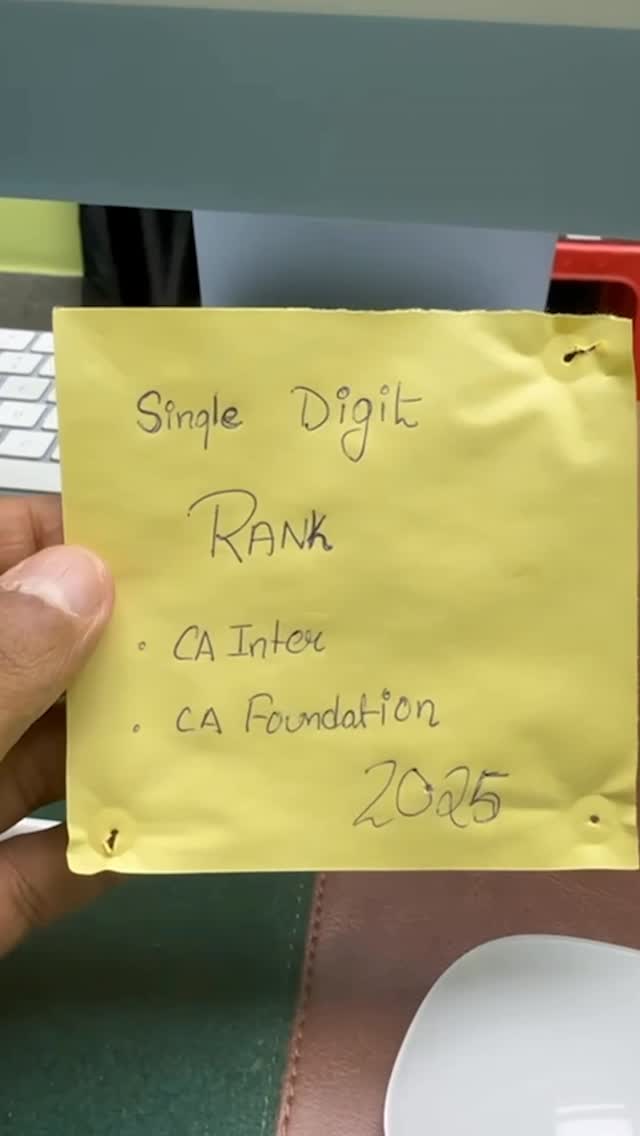 Single Digit
RANK
• CA Inter
• CA Foundation
2025